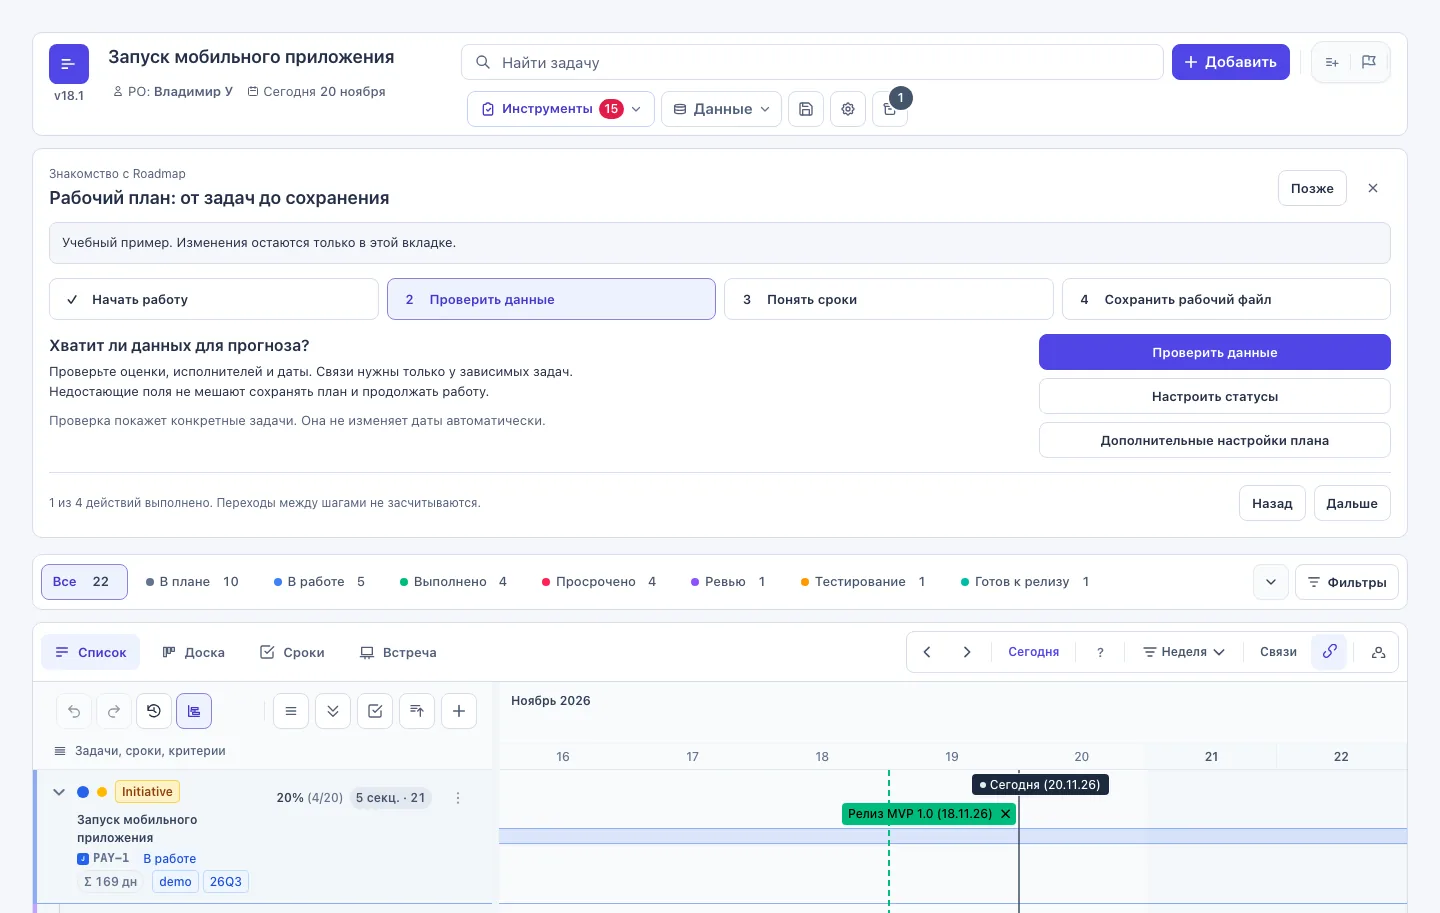 Запуск мобильного приложения
v18.1
PO: Владимир У
Сегодня 20 ноября
Найти задачу
Добавить
Инструменты 15
Данные
1
Знакомство с Roadmap
Рабочий план: от задач до сохранения
Позже
Учебный пример. Изменения остаются только в этой вкладке.
Начать работу
2 Проверить данные
3 Понять сроки
4 Сохранить рабочий файл
Хватит ли данных для прогноза?
Проверьте оценки, исполнителей и даты. Связи нужны только у зависимых задач.
Недостающие поля не мешают сохранять план и продолжать работу.
Проверка покажет конкретные задачи. Она не изменяет даты автоматически.
Проверить данные
Настроить статусы
Дополнительные настройки плана
1 из 4 действий выполнено. Переходы между шагами не засчитываются.
Назад
Дальше
Все 22
В плане 10
В работе 5
Выполнено 4
Просрочено 4
Ревью 1
Тестирование 1
Готов к релизу 1
Фильтры
Список
Доска
Сроки
Встреча
Сегодня
?
Неделя
Связи
Ноябрь 2026
Задачи, сроки, критерии
16 17 18 19 20 21 22
Сегодня (20.11.26)
Initiative
20% (4/20)
5 секц. · 21
Релиз MVP 1.0 (18.11.26)
Запуск мобильного
приложения
PAY-1
В работе
Σ 169 дн
demo
26Q3